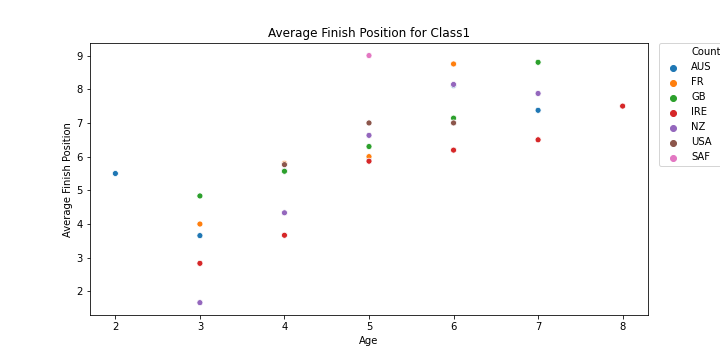 Average Finish Position for Class1
Count
AUS
FR
GB
IRE
NZ
USA
SAF
9
8
7
6
5
4
3
2
Average Finish Position
2 3 4 5 6 7 8
Age